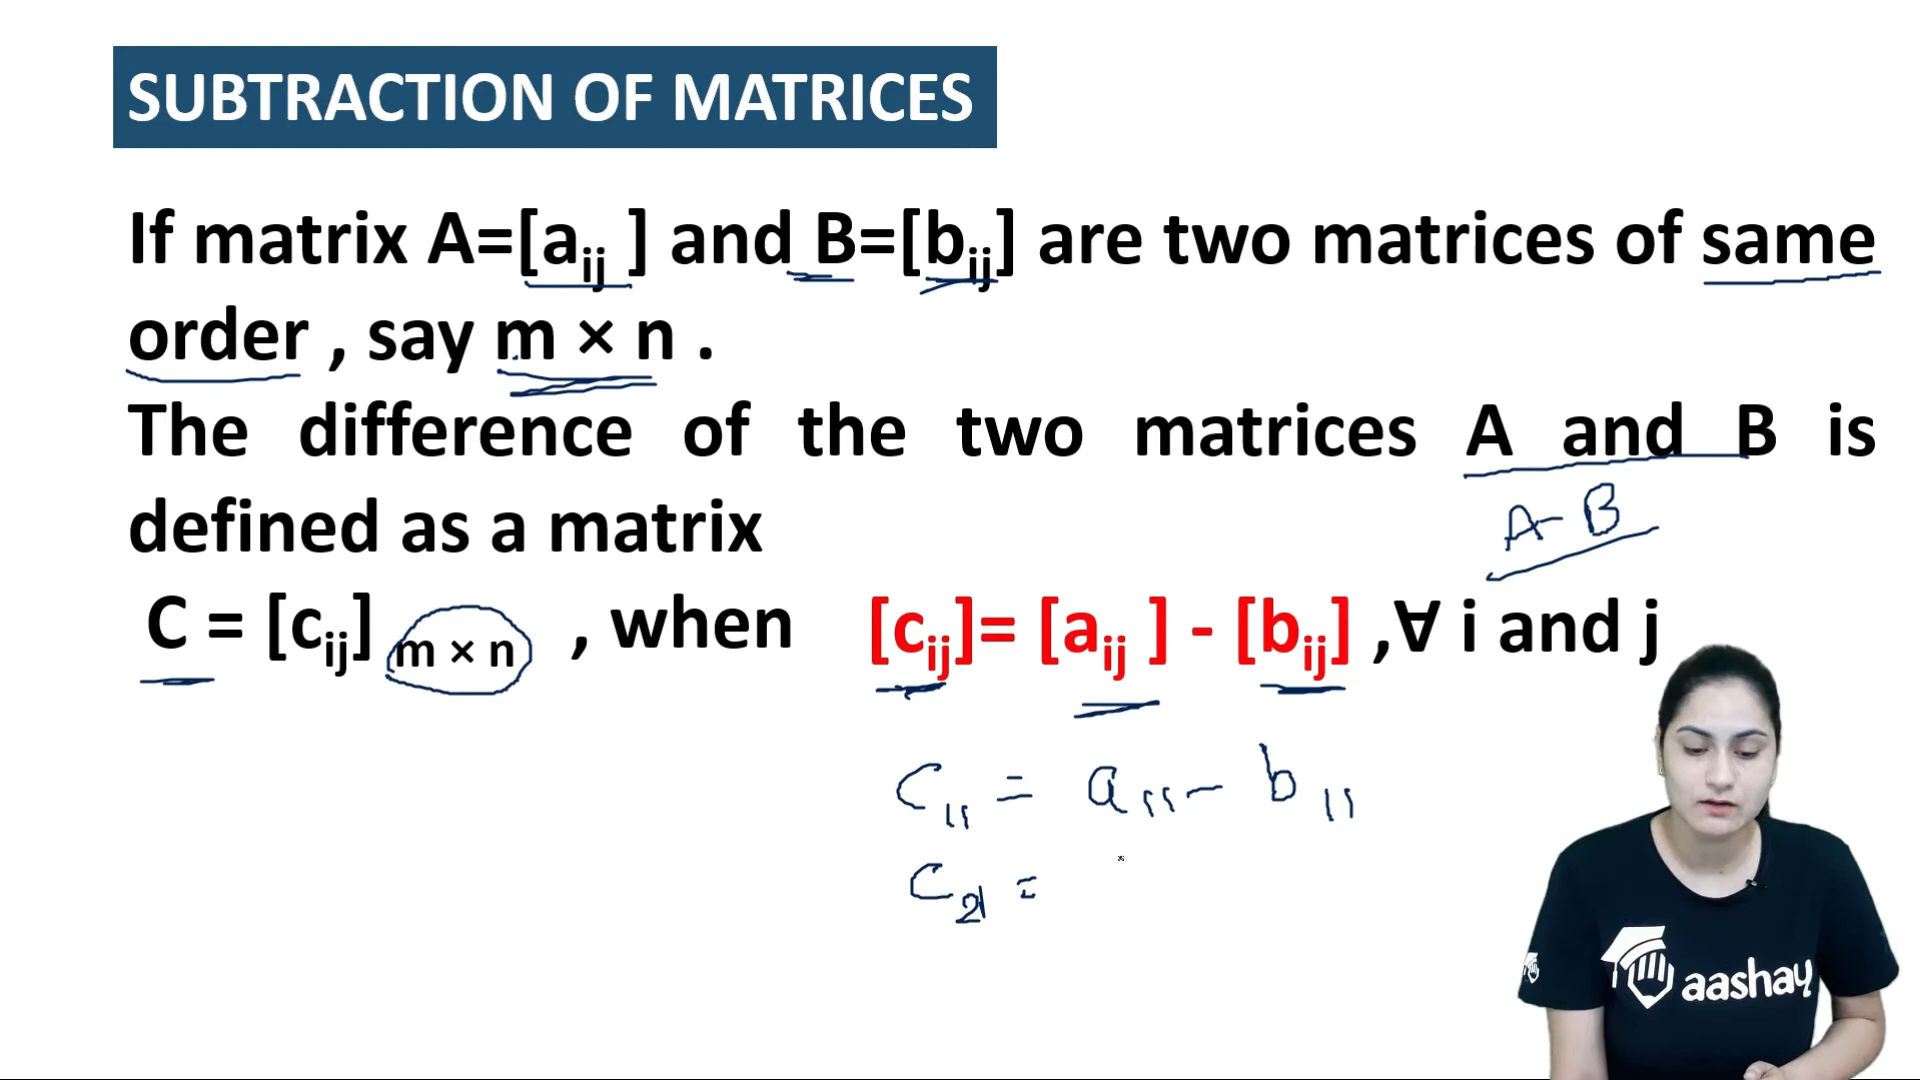 SUBTRACTION OF MATRICES
If matrix A=[aij ] and B=[bij] are two matrices of same
order , say m × n .
The difference of the two matrices A and B is
defined as a matrix
A-B
C = [cij] m × n , when [cij]= [aij ] - [bij] ,∀ i and j
C11 = a11 - b11
C21 =
aashay